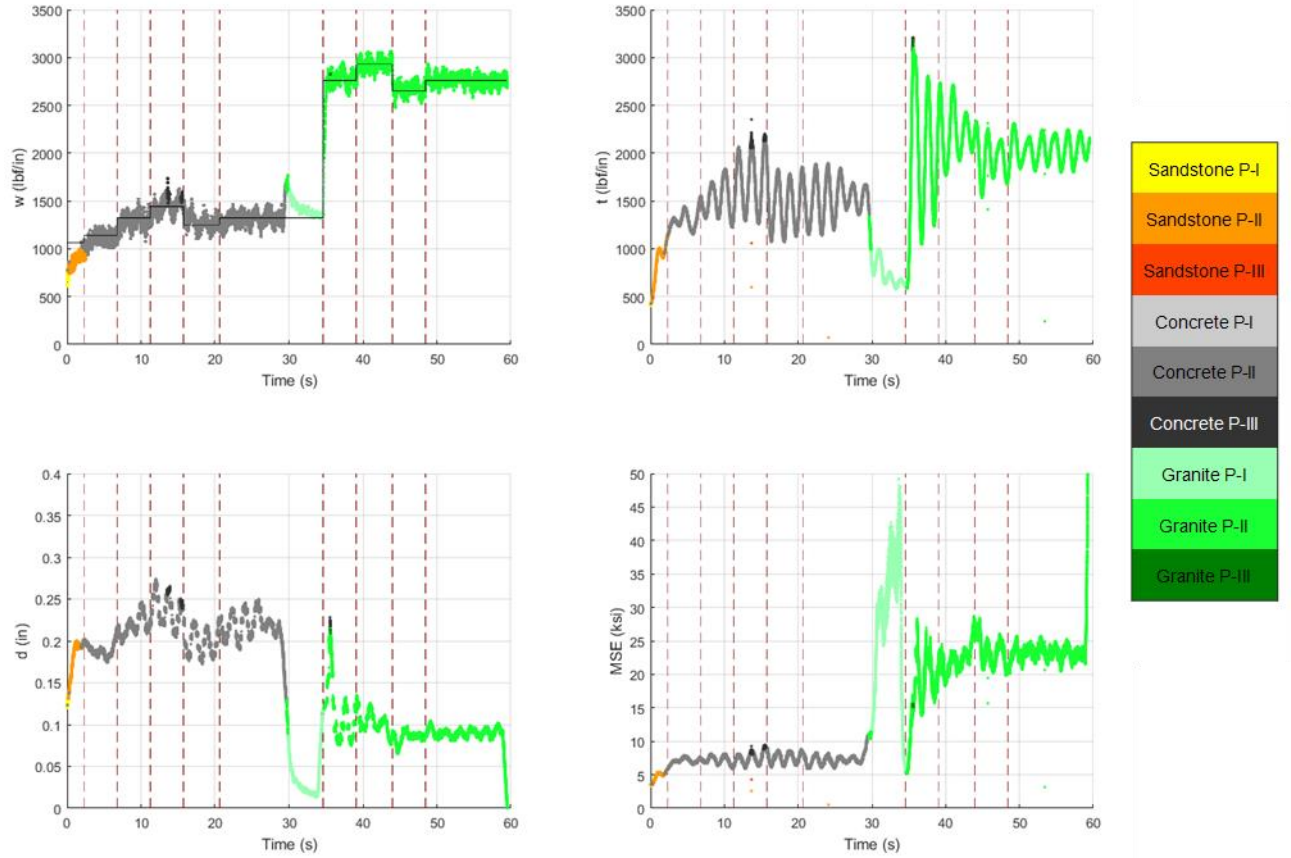 3500
3000
2500
2000
1500
1000
500
0
w (lbf/in)
0 10 20 30 40 50 60
Time (s)
3500
3000
2500
2000
1500
1000
500
0
t (lbf/in)
0 10 20 30 40 50 60
Time (s)
0.4
0.35
0.3
0.25
0.2
0.15
0.1
0.05
0
d (in)
0 10 20 30 40 50 60
Time (s)
50
45
40
35
30
25
20
15
10
5
0
MSE (ksi)
0 10 20 30 40 50 60
Time (s)
Sandstone P-I
Sandstone P-II
Sandstone P-III
Concrete P-I
Concrete P-II
Concrete P-III
Granite P-I
Granite P-II
Granite P-III